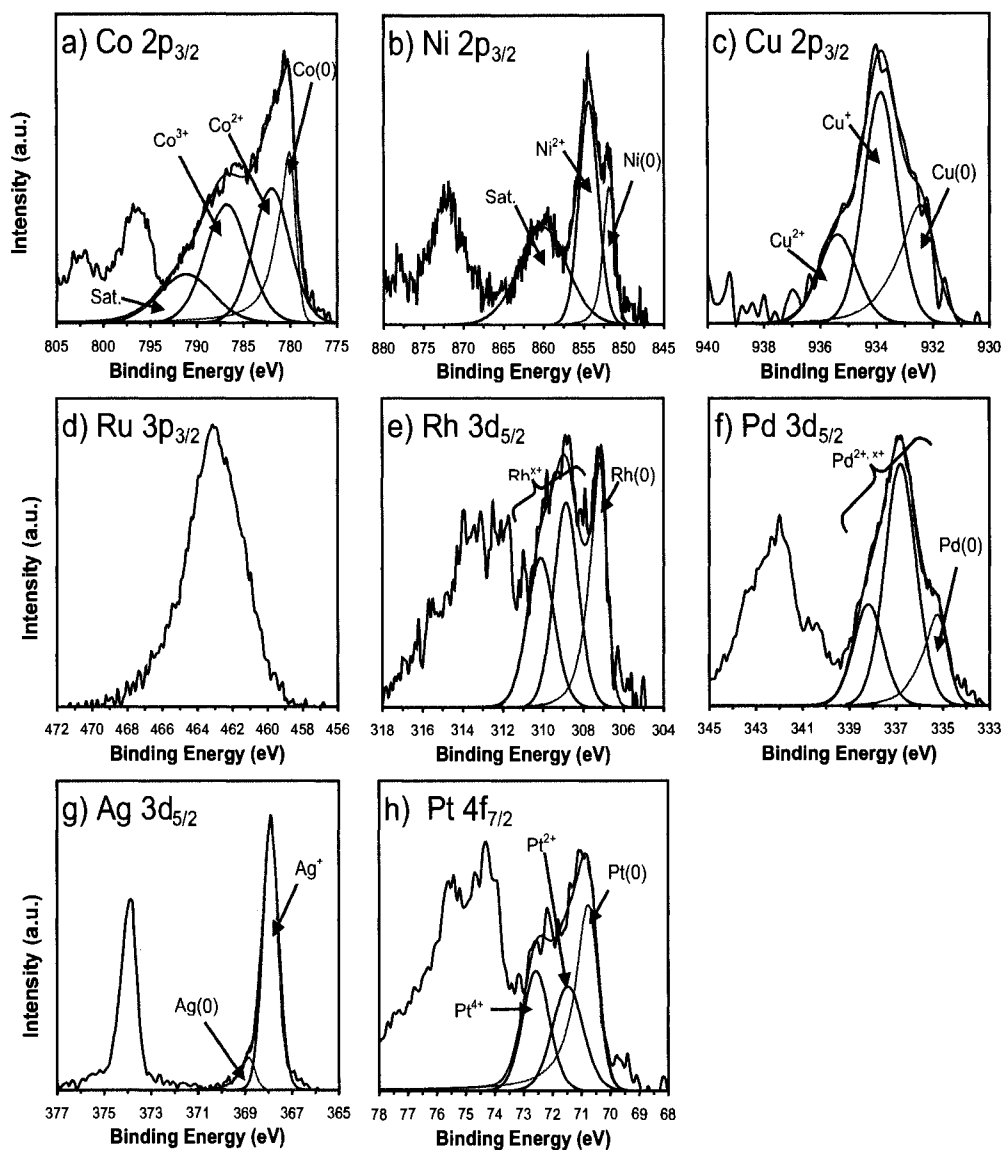 a) Co 2p3/2
Co(0)
Co2+
Co3+
Sat.
Intensity (a.u.)
805 800 795 790 785 780 775
Binding Energy (eV)
b) Ni 2p3/2
Ni2+
Ni(0)
Sat.
880 875 870 865 860 855 850 845
Binding Energy (eV)
c) Cu 2p3/2
Cu+
Cu(0)
Cu2+
940 938 936 934 932 930
Binding Energy (eV)
d) Ru 3p3/2
Intensity (a.u.)
472 470 468 466 464 462 460 458 456
Binding Energy (eV)
e) Rh 3d5/2
Rhx+
Rh(0)
318 316 314 312 310 308 306 304
Binding Energy (eV)
f) Pd 3d5/2
Pd2+, x+
Pd(0)
345 343 341 339 337 335 333
Binding Energy (eV)
g) Ag 3d5/2
Ag+
Ag(0)
Intensity (a.u.)
377 375 373 371 369 367 365
Binding Energy (eV)
h) Pt 4f7/2
Pt2+
Pt(0)
Pt4+
78 77 76 75 74 73 72 71 70 69 68
Binding Energy (eV)